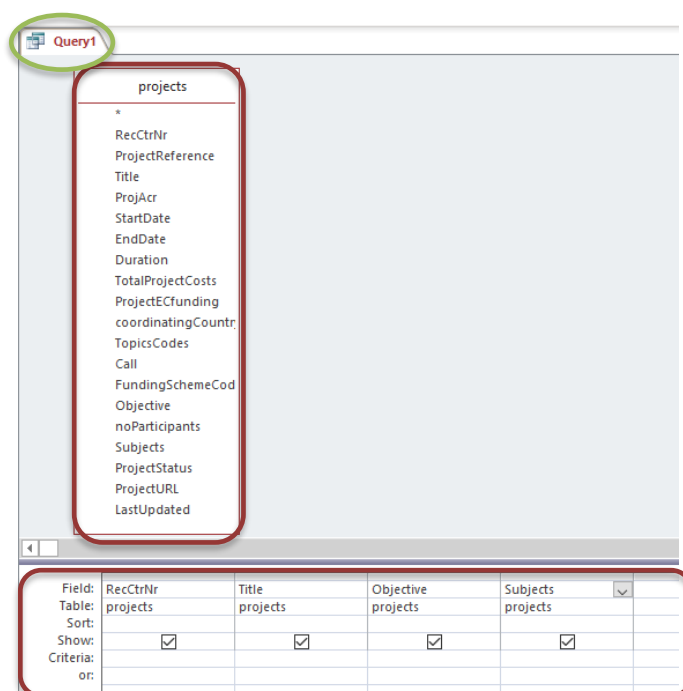 Query1
projects
*
RecCtrNr
ProjectReference
Title
ProjAcr
StartDate
EndDate
Duration
TotalProjectCosts
ProjectECfunding
coordinatingCountr
TopicsCodes
Call
FundingSchemeCod
Objective
noParticipants
Subjects
ProjectStatus
ProjectURL
LastUpdated
Field: RecCtrNr Title Objective Subjects
Table: projects projects projects projects
Sort:
Show:
Criteria:
or: